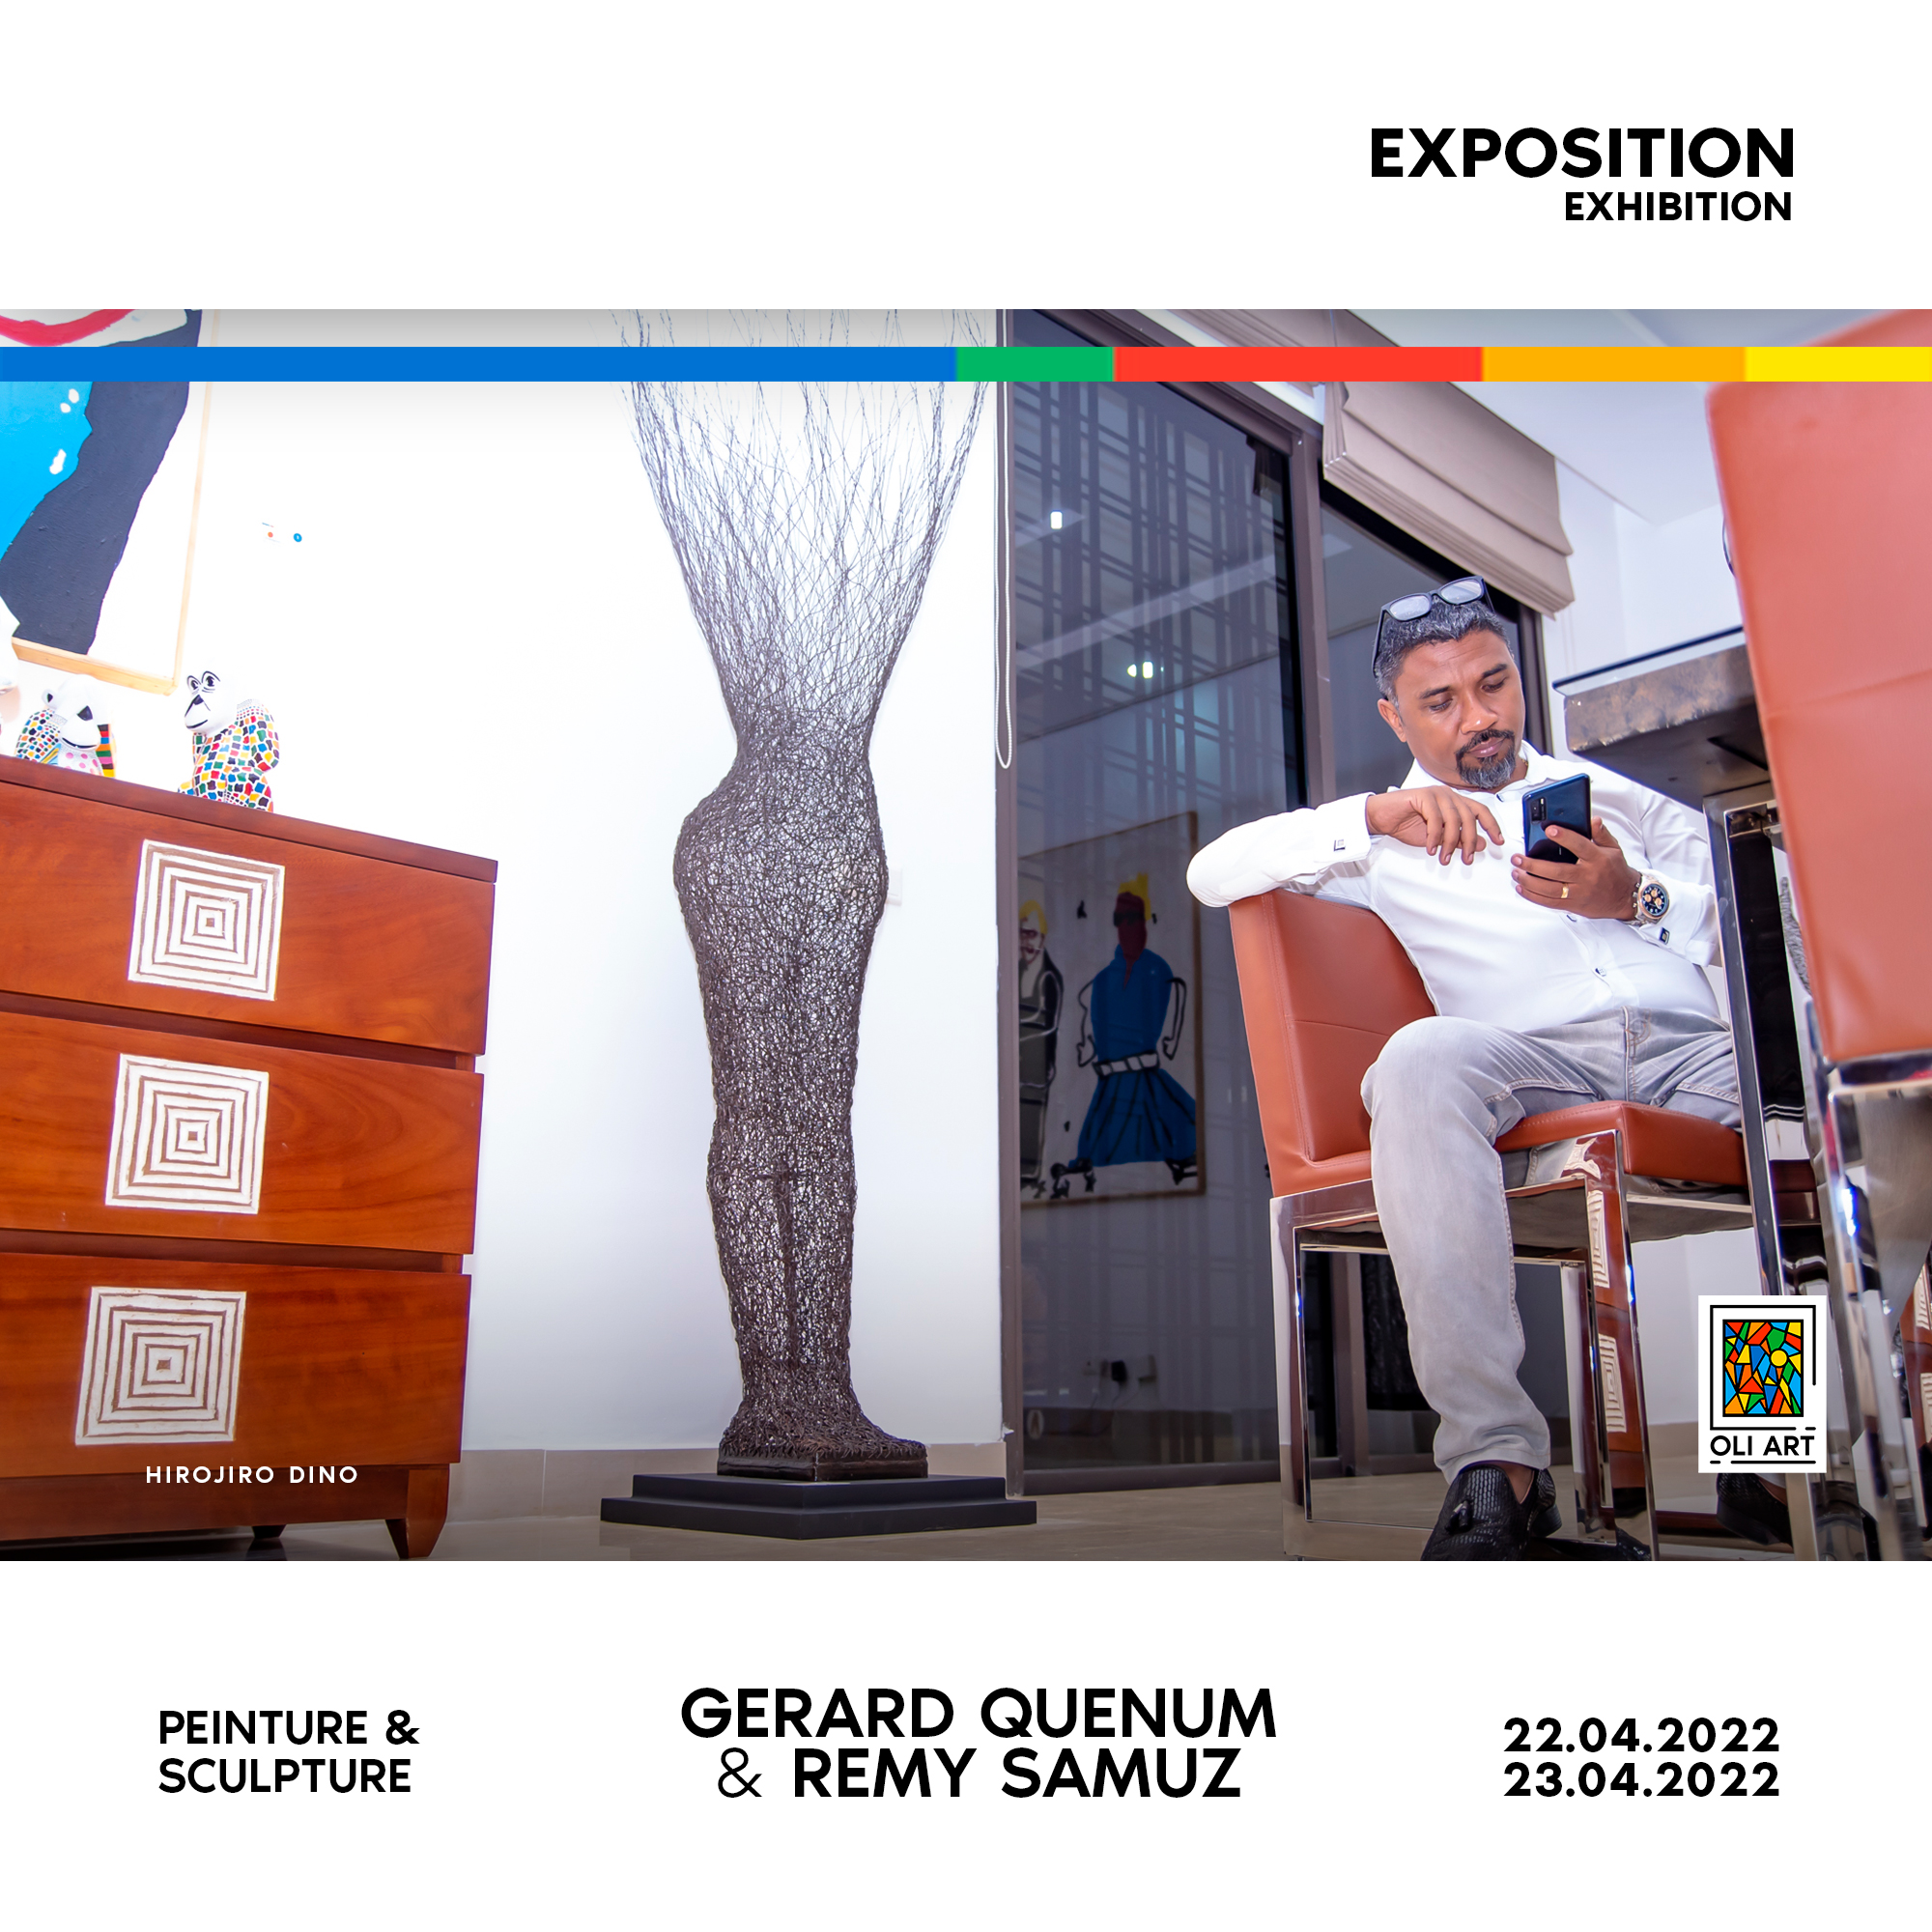 EXPOSITION
EXHIBITION
OLI ART
HIROJIRO DINO
PEINTURE &
SCULPTURE
GERARD QUENUM
& REMY SAMUZ
22.04.2022
23.04.2022